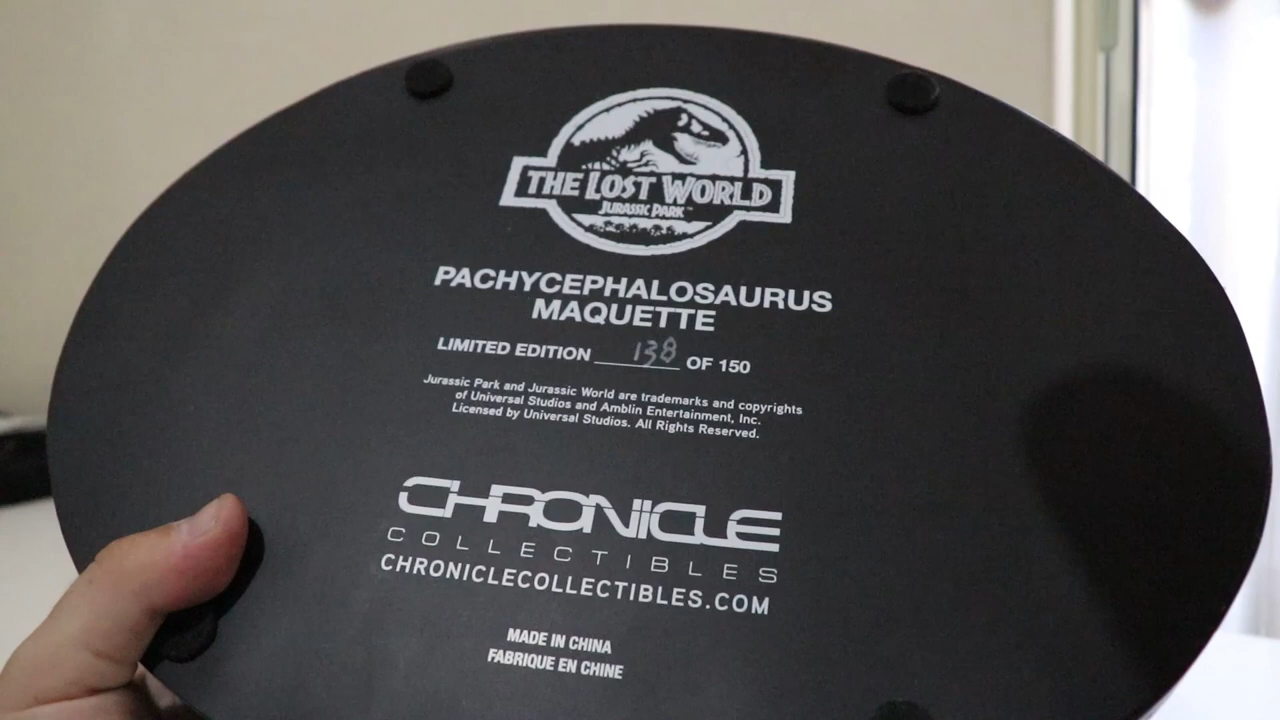 THE LOST WORLD
JURASSIC PARK™
PACHYCEPHALOSAURUS
MAQUETTE
LIMITED EDITION 138 OF 150
Jurassic Park and Jurassic World are trademarks and copyrights
of Universal Studios and Amblin Entertainment, Inc.
Licensed by Universal Studios. All Rights Reserved.
CHRONICLE
COLLECTIBLES
CHRONICLECOLLECTIBLES.COM
MADE IN CHINA
FABRIQUE EN CHINE